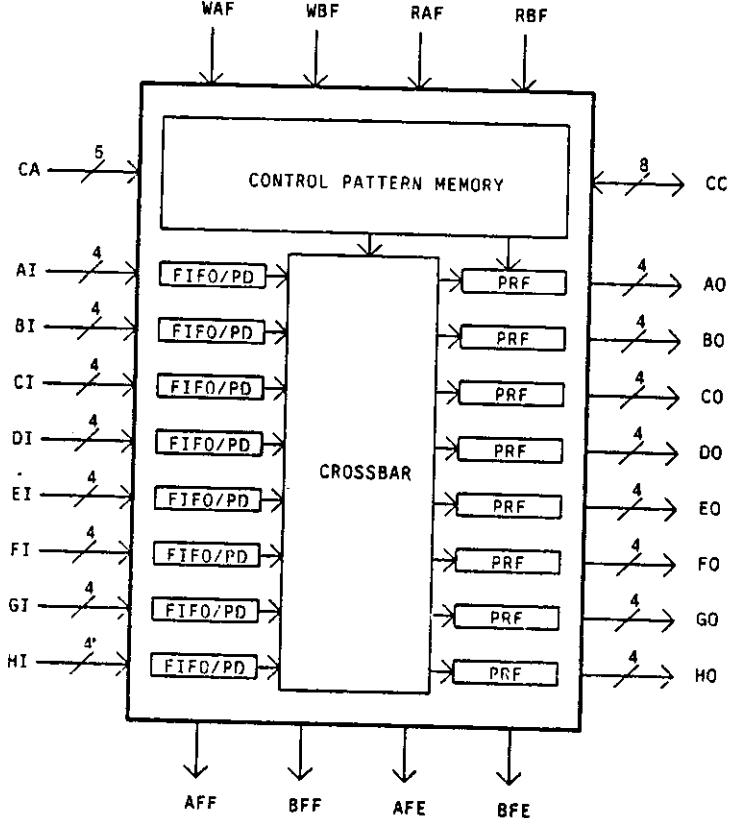 WAF WBF RAF RBF
CA 5 CONTROL PATTERN MEMORY 8 CC
AI 4 FIFO/PD PRF 4 AO
BI 4 FIFO/PD PRF 4 BO
CI 4 FIFO/PD PRF 4 CO
DI 4 FIFO/PD PRF 4 DO
CROSSBAR
EI 4 FIFO/PD PRF 4 EO
FI 4 FIFO/PD PRF 4 FO
GI 4 FIFO/PD PRF 4 GO
HI 4 FIFO/PD PRF 4 HO
AFF BFF AFE BFE